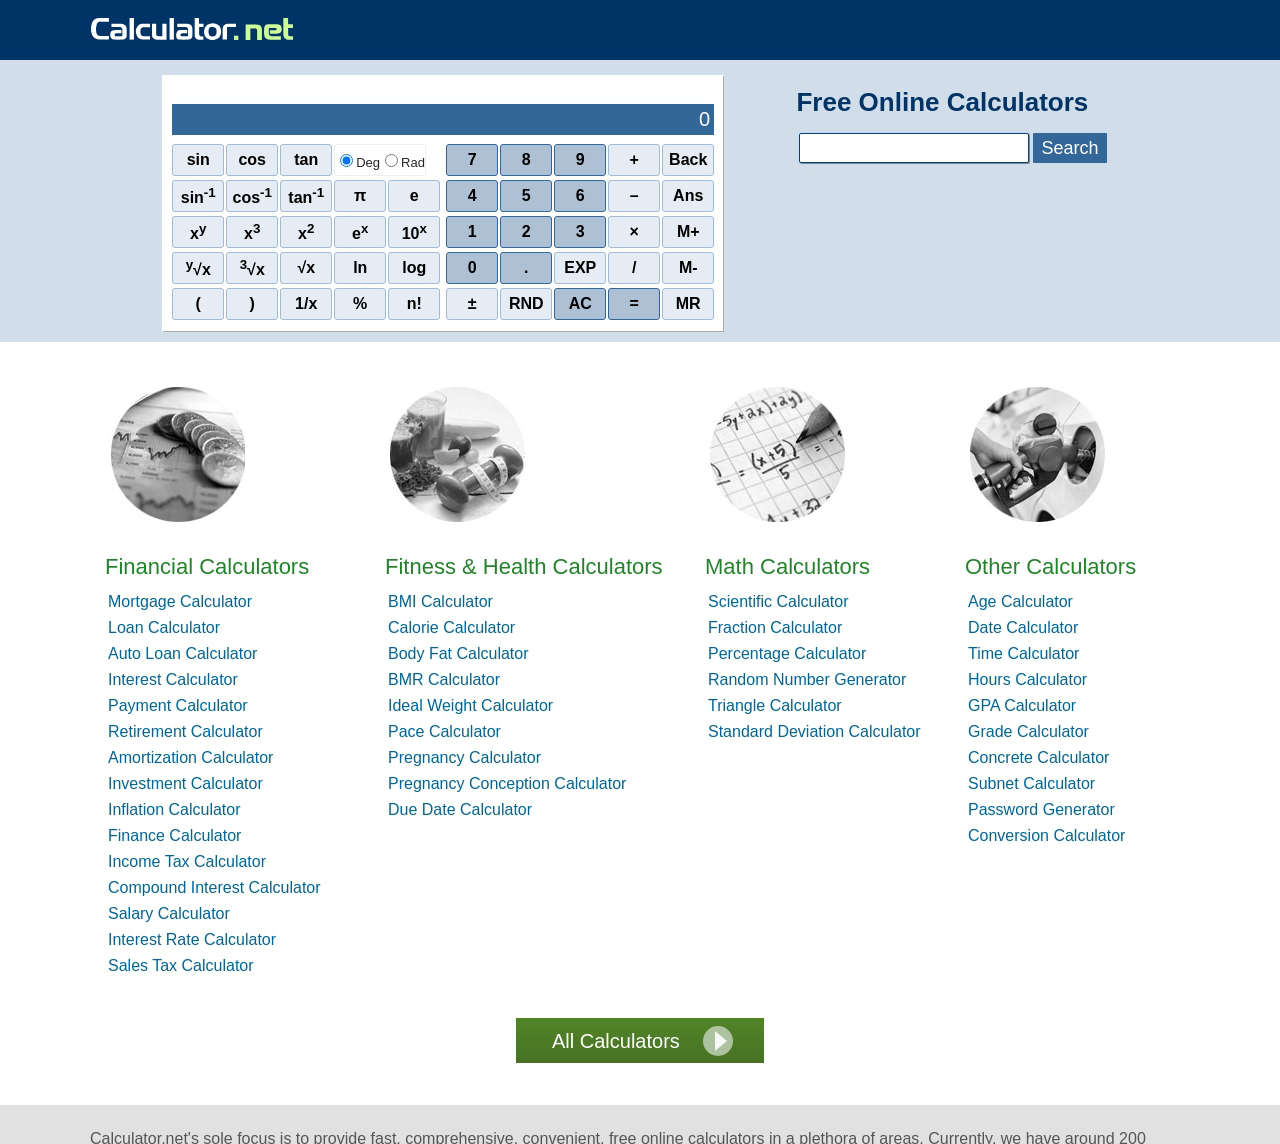 Calculator.net
0
sin cos tan Deg Rad 7 8 9 + Back
sin-1 cos-1 tan-1 π e 4 5 6 – Ans
xy x3 x2 ex 10x 1 2 3 × M+
y√x 3√x √x ln log 0 . EXP / M-
( ) 1/x % n! ± RND AC = MR
Free Online Calculators
Search
Financial Calculators
Mortgage Calculator
Loan Calculator
Auto Loan Calculator
Interest Calculator
Payment Calculator
Retirement Calculator
Amortization Calculator
Investment Calculator
Inflation Calculator
Finance Calculator
Income Tax Calculator
Compound Interest Calculator
Salary Calculator
Interest Rate Calculator
Sales Tax Calculator
Fitness & Health Calculators
BMI Calculator
Calorie Calculator
Body Fat Calculator
BMR Calculator
Ideal Weight Calculator
Pace Calculator
Pregnancy Calculator
Pregnancy Conception Calculator
Due Date Calculator
Math Calculators
Scientific Calculator
Fraction Calculator
Percentage Calculator
Random Number Generator
Triangle Calculator
Standard Deviation Calculator
Other Calculators
Age Calculator
Date Calculator
Time Calculator
Hours Calculator
GPA Calculator
Grade Calculator
Concrete Calculator
Subnet Calculator
Password Generator
Conversion Calculator
All Calculators
Calculator.net's sole focus is to provide fast, comprehensive, convenient, free online calculators in a plethora of areas. Currently, we have around 200